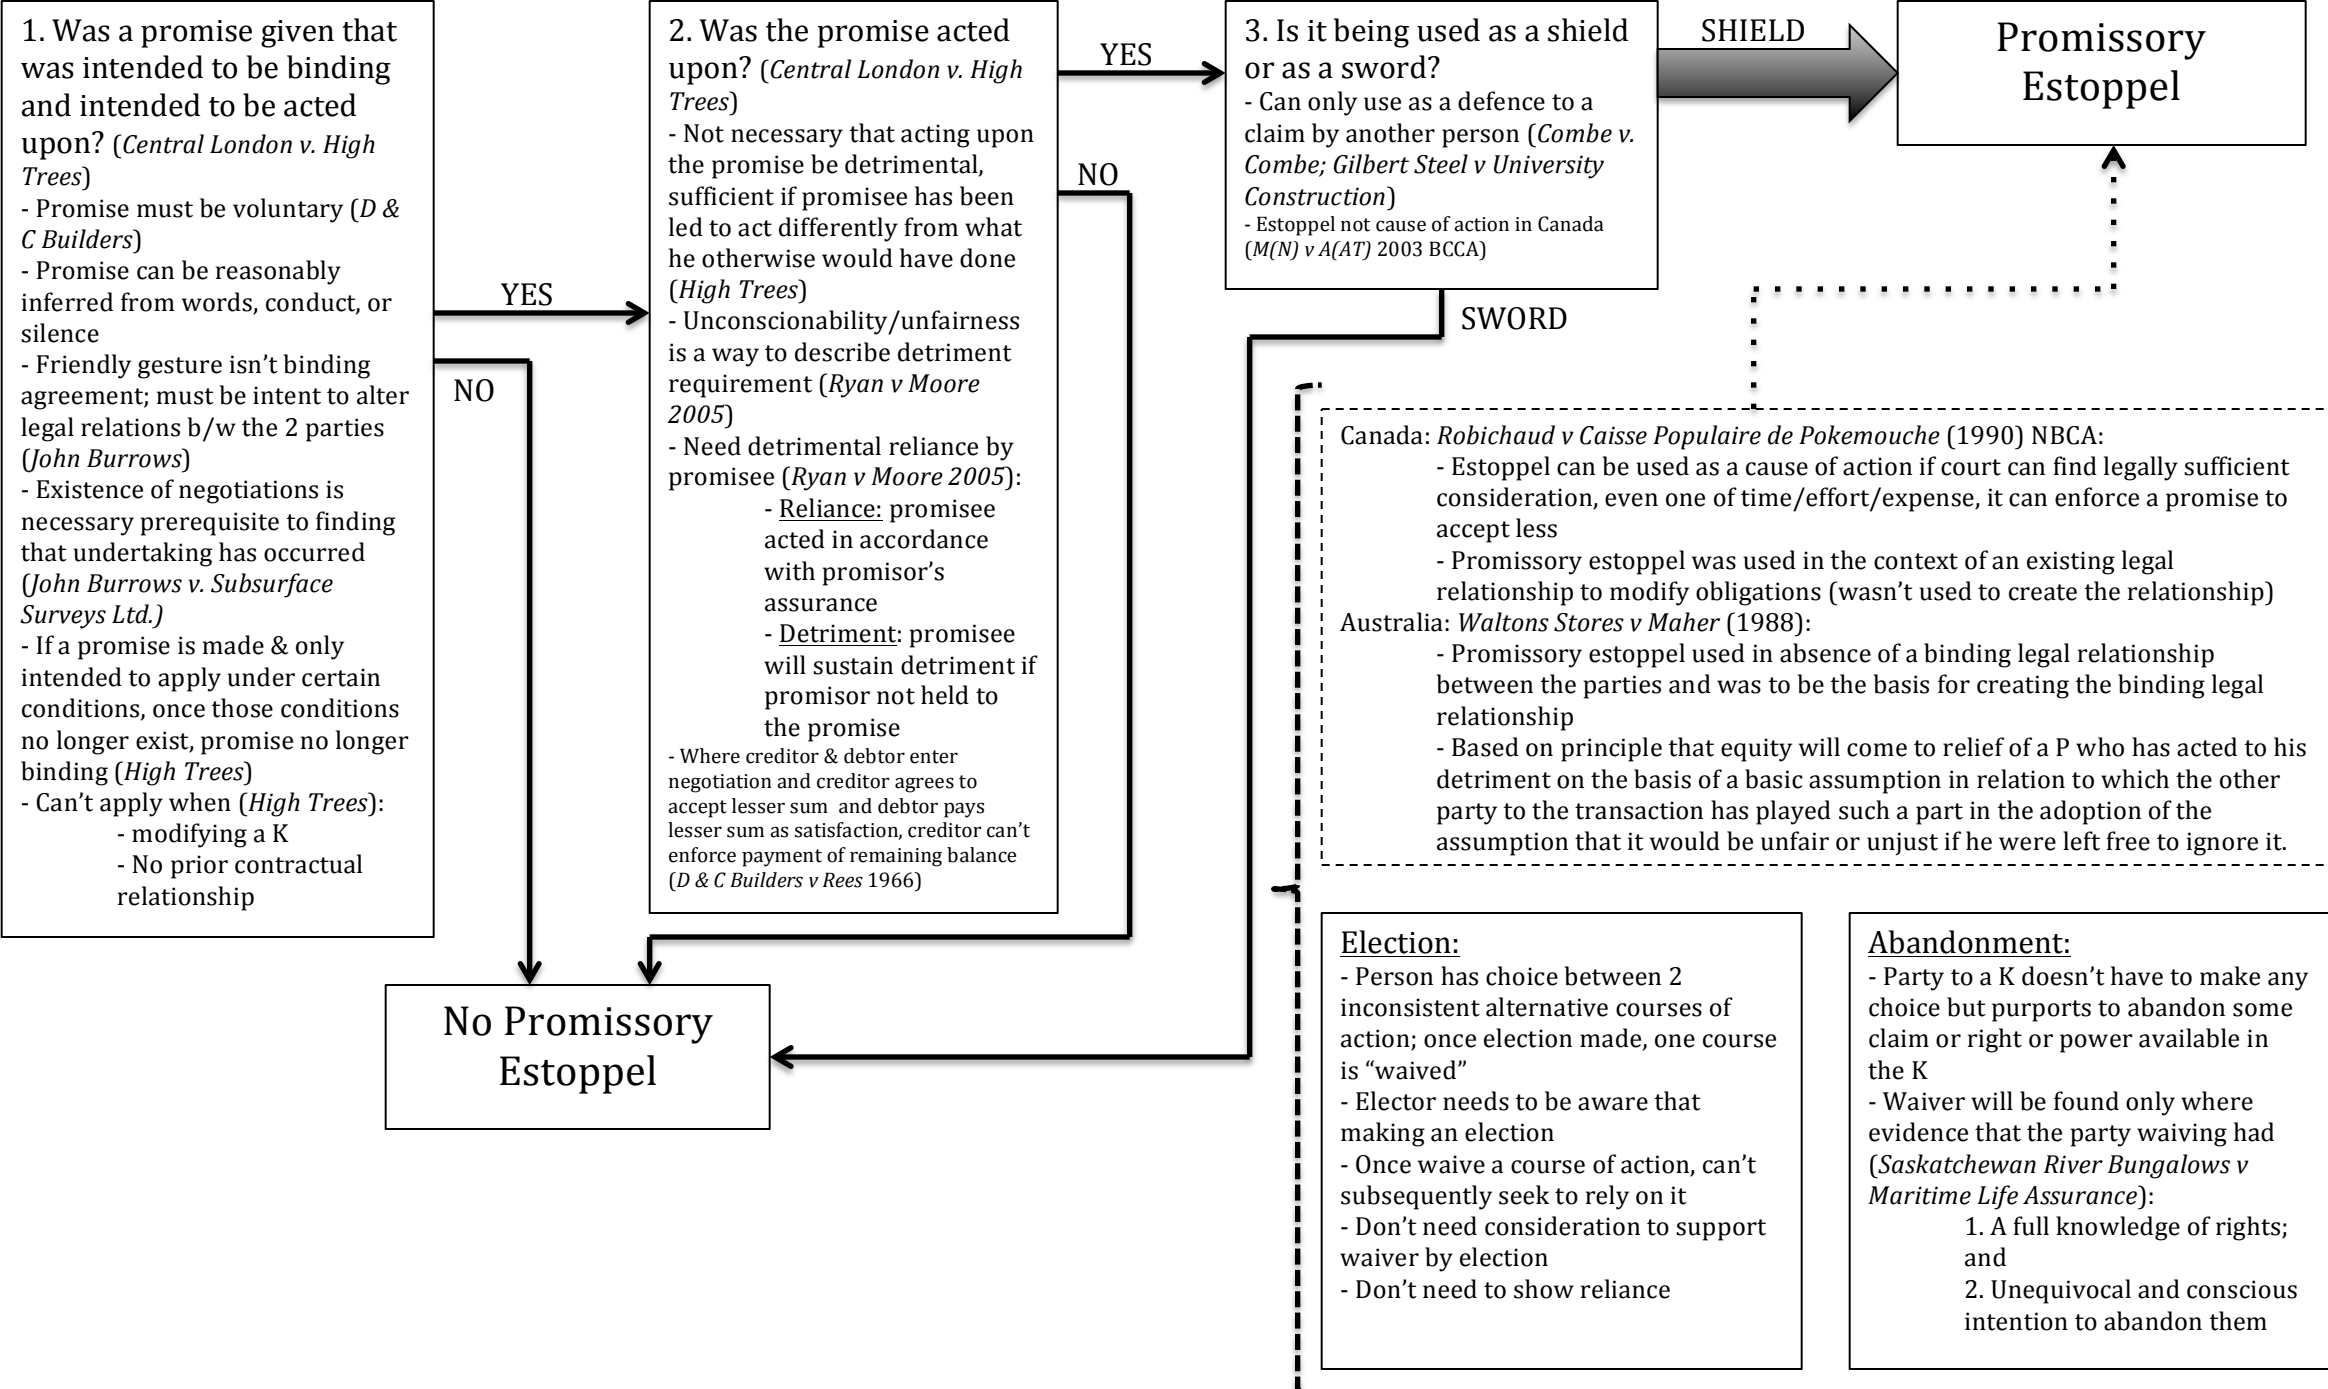 1. Was a promise given that
was intended to be binding
and intended to be acted
upon? (Central London v. High
Trees)
- Promise must be voluntary (D &
C Builders)
- Promise can be reasonably
inferred from words, conduct, or
silence
- Friendly gesture isn’t binding
agreement; must be intent to alter
legal relations b/w the 2 parties
(John Burrows)
- Existence of negotiations is
necessary prerequisite to finding
that undertaking has occurred
(John Burrows v. Subsurface
Surveys Ltd.)
- If a promise is made & only
intended to apply under certain
conditions, once those conditions
no longer exist, promise no longer
binding (High Trees)
- Can’t apply when (High Trees):
- modifying a K
- No prior contractual
relationship
YES
NO
2. Was the promise acted
upon? (Central London v. High
Trees)
- Not necessary that acting upon
the promise be detrimental,
sufficient if promisee has been
led to act differently from what
he otherwise would have done
(High Trees)
- Unconscionability/unfairness
is a way to describe detriment
requirement (Ryan v Moore
2005)
- Need detrimental reliance by
promisee (Ryan v Moore 2005):
- Reliance: promisee
acted in accordance
with promisor’s
assurance
- Detriment: promisee
will sustain detriment if
promisor not held to
the promise
- Where creditor & debtor enter
negotiation and creditor agrees to
accept lesser sum and debtor pays
lesser sum as satisfaction, creditor can’t
enforce payment of remaining balance
(D & C Builders v Rees 1966)
YES
NO
3. Is it being used as a shield
or as a sword?
- Can only use as a defence to a
claim by another person (Combe v.
Combe; Gilbert Steel v University
Construction)
- Estoppel not cause of action in Canada
(M(N) v A(AT) 2003 BCCA)
SHIELD
SWORD
Promissory
Estoppel
Canada: Robichaud v Caisse Populaire de Pokemouche (1990) NBCA:
- Estoppel can be used as a cause of action if court can find legally sufficient
consideration, even one of time/effort/expense, it can enforce a promise to
accept less
- Promissory estoppel was used in the context of an existing legal
relationship to modify obligations (wasn’t used to create the relationship)
Australia: Waltons Stores v Maher (1988):
- Promissory estoppel used in absence of a binding legal relationship
between the parties and was to be the basis for creating the binding legal
relationship
- Based on principle that equity will come to relief of a P who has acted to his
detriment on the basis of a basic assumption in relation to which the other
party to the transaction has played such a part in the adoption of the
assumption that it would be unfair or unjust if he were left free to ignore it.
No Promissory
Estoppel
Election:
- Person has choice between 2
inconsistent alternative courses of
action; once election made, one course
is “waived”
- Elector needs to be aware that
making an election
- Once waive a course of action, can’t
subsequently seek to rely on it
- Don’t need consideration to support
waiver by election
- Don’t need to show reliance
Abandonment:
- Party to a K doesn’t have to make any
choice but purports to abandon some
claim or right or power available in
the K
- Waiver will be found only where
evidence that the party waiving had
(Saskatchewan River Bungalows v
Maritime Life Assurance):
1. A full knowledge of rights;
and
2. Unequivocal and conscious
intention to abandon them